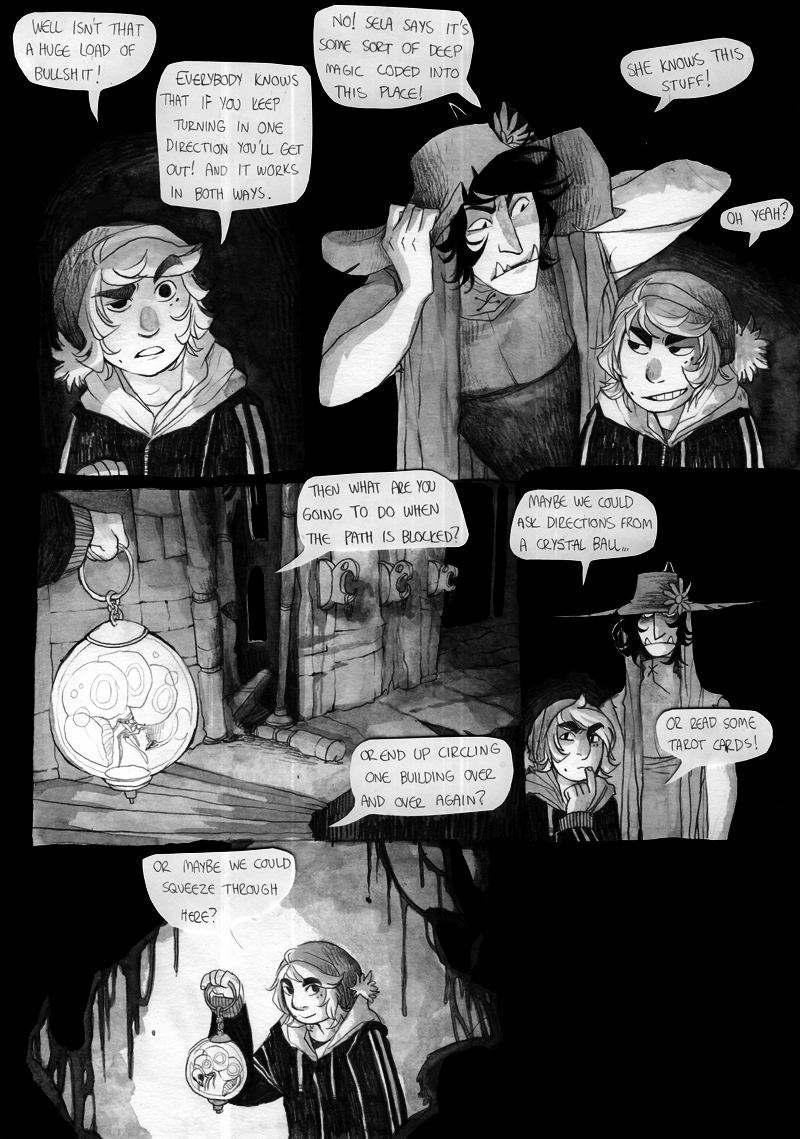 WELL ISN'T THAT
A HUGE LOAD OF
BULLSHIT!
EVERYBODY KNOWS
THAT IF YOU KEEP
TURNING IN ONE
DIRECTION YOU'LL GET
OUT! AND IT WORKS
IN BOTH WAYS.
NO! SELA SAYS IT'S
SOME SORT OF DEEP
MAGIC CODED INTO
THIS PLACE!
SHE KNOWS THIS
STUFF!
OH YEAH?
THEN WHAT ARE YOU
GOING TO DO WHEN
THE PATH IS BLOCKED?
OR END UP CIRCLING
ONE BUILDING OVER
AND OVER AGAIN?
MAYBE WE COULD
ASK DIRECTIONS FROM
A CRYSTAL BALL...
OR READ SOME
TAROT CARDS!
OR MAYBE WE COULD
SQUEEZE THROUGH
HERE?